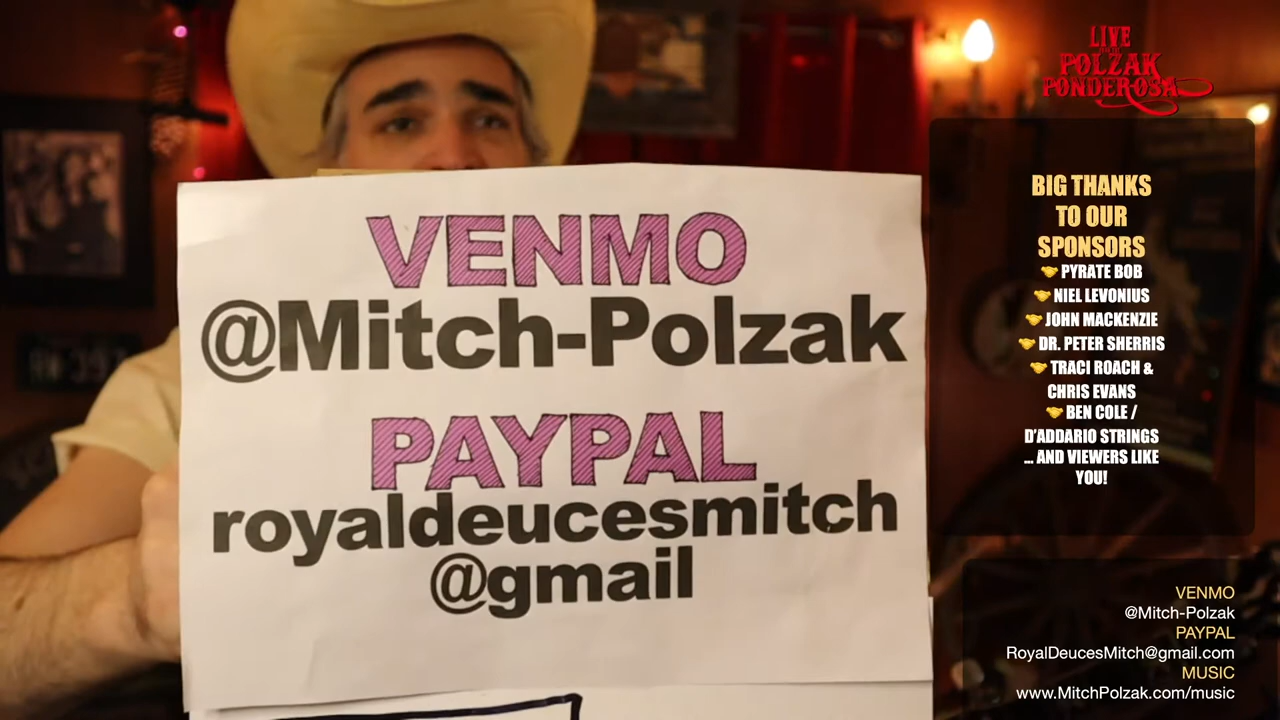 VENMO
@Mitch-Polzak
PAYPAL
royaldeucesmitch
@gmail
LIVE
POLZAK
PONDEROSA
BIG THANKS
TO OUR
SPONSORS
🤝 PYRATE BOB
🤝 NIEL LEVONIUS
🤝 JOHN MACKENZIE
🤝 DR. PETER SHERRIS
🤝 TRACI ROACH &
CHRIS EVANS
🤝 BEN COLE /
D'ADDARIO STRINGS
... AND VIEWERS LIKE
YOU!
VENMO
@Mitch-Polzak
PAYPAL
RoyalDeucesMitch@gmail.com
MUSIC
www.MitchPolzak.com/music